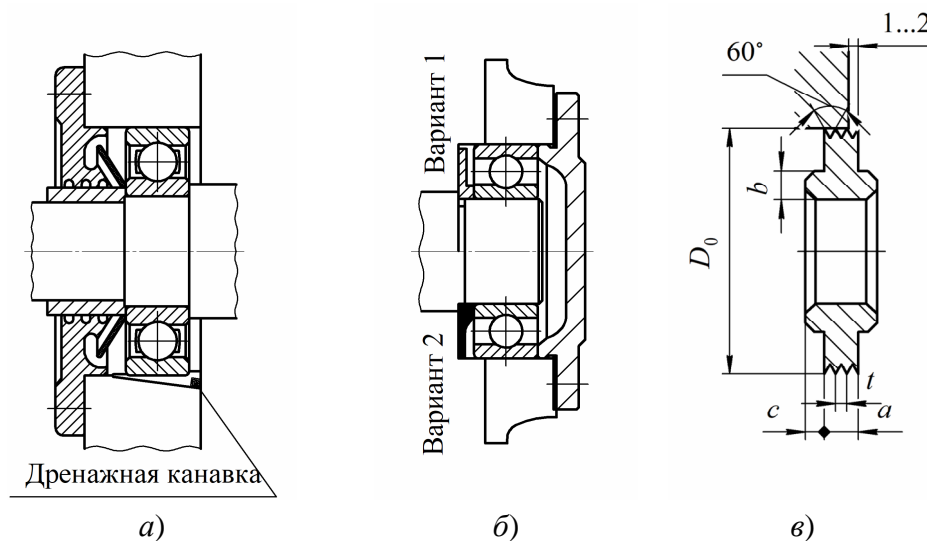 Вариант 1
Вариант 2
1...2
60°
b
D₀
t
c
a
Дренажная канавка
а)
б)
в)